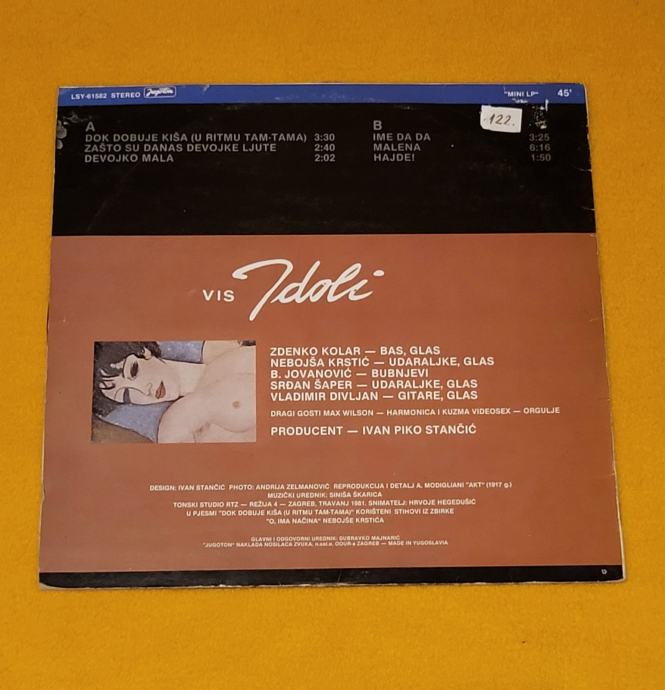 LSY-61582 STEREO Jugoton "MINI LP" 45'
122.
A
DOK DOBUJE KIŠA (U RITMU TAM-TAMA) 3:30
ZAŠTO SU DANAS DEVOJKE LJUTE 2:40
DEVOJKO MALA 2:02
B
IME DA DA 3:25
MALENA 6:16
HAJDE! 1:50
VIS Idoli
ZDENKO KOLAR — BAS, GLAS
NEBOJŠA KRSTIĆ — UDARALJKE, GLAS
B. JOVANOVIĆ — BUBNJEVI
SRĐAN ŠAPER — UDARALJKE, GLAS
VLADIMIR DIVLJAN — GITARE, GLAS
DRAGI GOSTI MAX WILSON — HARMONICA I KUZMA VIDEOSEX — ORGULJE
PRODUCENT — IVAN PIKO STANČIĆ
DESIGN: IVAN STANČIĆ PHOTO: ANDRIJA ZELMANOVIĆ REPRODUKCIJA I DETALJ A. MODIGLIANI "AKT" (1917 g.)
MUZIČKI UREDNIK: SINIŠA ŠKARICA
TONSKI STUDIO RTZ — REŽIJA 4 — ZAGREB, TRAVANJ 1981. SNIMATELJ: HRVOJE HEGEDUŠIĆ
U PJESMI "DOK DOBUJE KIŠA (U RITMU TAM-TAMA)" KORIŠTENI STIHOVI IZ ZBIRKE
"O, IMA NAČINA" NEBOJŠE KRSTIĆA
GLAVNI I ODGOVORNI UREDNIK: DUBRAVKO MAJNARIĆ
"JUGOTON" NAKLADA NOSILACA ZVUKA, n.sol.o. OOUR-a ZAGREB — MADE IN YUGOSLAVIA